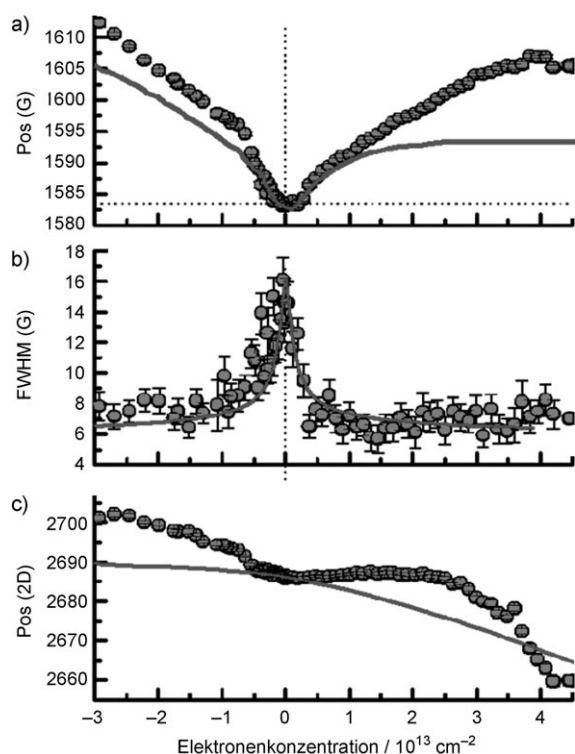 a)
Pos (G)
1610
1605
1600
1595
1590
1585
1580
b)
FWHM (G)
18
16
14
12
10
8
6
4
c)
Pos (2D)
2700
2690
2680
2670
2660
−3 −2 −1 0 1 2 3 4
Elektronenkonzentration / 10¹³ cm⁻²